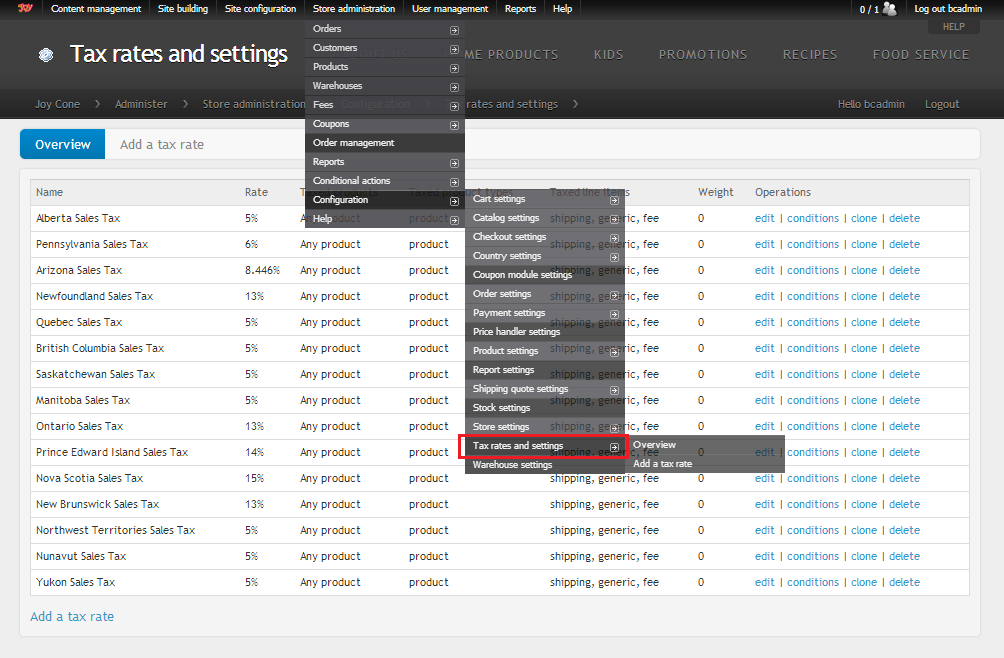 Joy Content management Site building Site configuration Store administration User management Reports Help 0 / 1 Log out bcadmin
HELP
Tax rates and settings
HOME PRODUCTS KIDS PROMOTIONS RECIPES FOOD SERVICE
Joy Cone > Administer > Store administration Configuration rates and settings > Hello bcadmin Logout
Orders
Customers
Products
Warehouses
Fees
Coupons
Order management
Reports
Conditional actions
Configuration
Help
Cart settings
Catalog settings
Checkout settings
Country settings
Coupon module settings
Order settings
Payment settings
Price handler settings
Product settings
Report settings
Shipping quote settings
Stock settings
Store settings
Tax rates and settings
Warehouse settings
Overview
Add a tax rate
Overview Add a tax rate
Name Rate Taxed products Taxed product types Taxed line items Weight Operations
Alberta Sales Tax 5% Any product product shipping, generic, fee 0 edit | conditions | clone | delete
Pennsylvania Sales Tax 6% Any product product shipping, generic, fee 0 edit | conditions | clone | delete
Arizona Sales Tax 8.446% Any product product shipping, generic, fee 0 edit | conditions | clone | delete
Newfoundland Sales Tax 13% Any product product shipping, generic, fee 0 edit | conditions | clone | delete
Quebec Sales Tax 5% Any product product shipping, generic, fee 0 edit | conditions | clone | delete
British Columbia Sales Tax 5% Any product product shipping, generic, fee 0 edit | conditions | clone | delete
Saskatchewan Sales Tax 5% Any product product shipping, generic, fee 0 edit | conditions | clone | delete
Manitoba Sales Tax 5% Any product product shipping, generic, fee 0 edit | conditions | clone | delete
Ontario Sales Tax 13% Any product product shipping, generic, fee 0 edit | conditions | clone | delete
Prince Edward Island Sales Tax 14% Any product product shipping, generic, fee 0 edit | conditions | clone | delete
Nova Scotia Sales Tax 15% Any product product shipping, generic, fee 0 edit | conditions | clone | delete
New Brunswick Sales Tax 13% Any product product shipping, generic, fee 0 edit | conditions | clone | delete
Northwest Territories Sales Tax 5% Any product product shipping, generic, fee 0 edit | conditions | clone | delete
Nunavut Sales Tax 5% Any product product shipping, generic, fee 0 edit | conditions | clone | delete
Yukon Sales Tax 5% Any product product shipping, generic, fee 0 edit | conditions | clone | delete
Add a tax rate